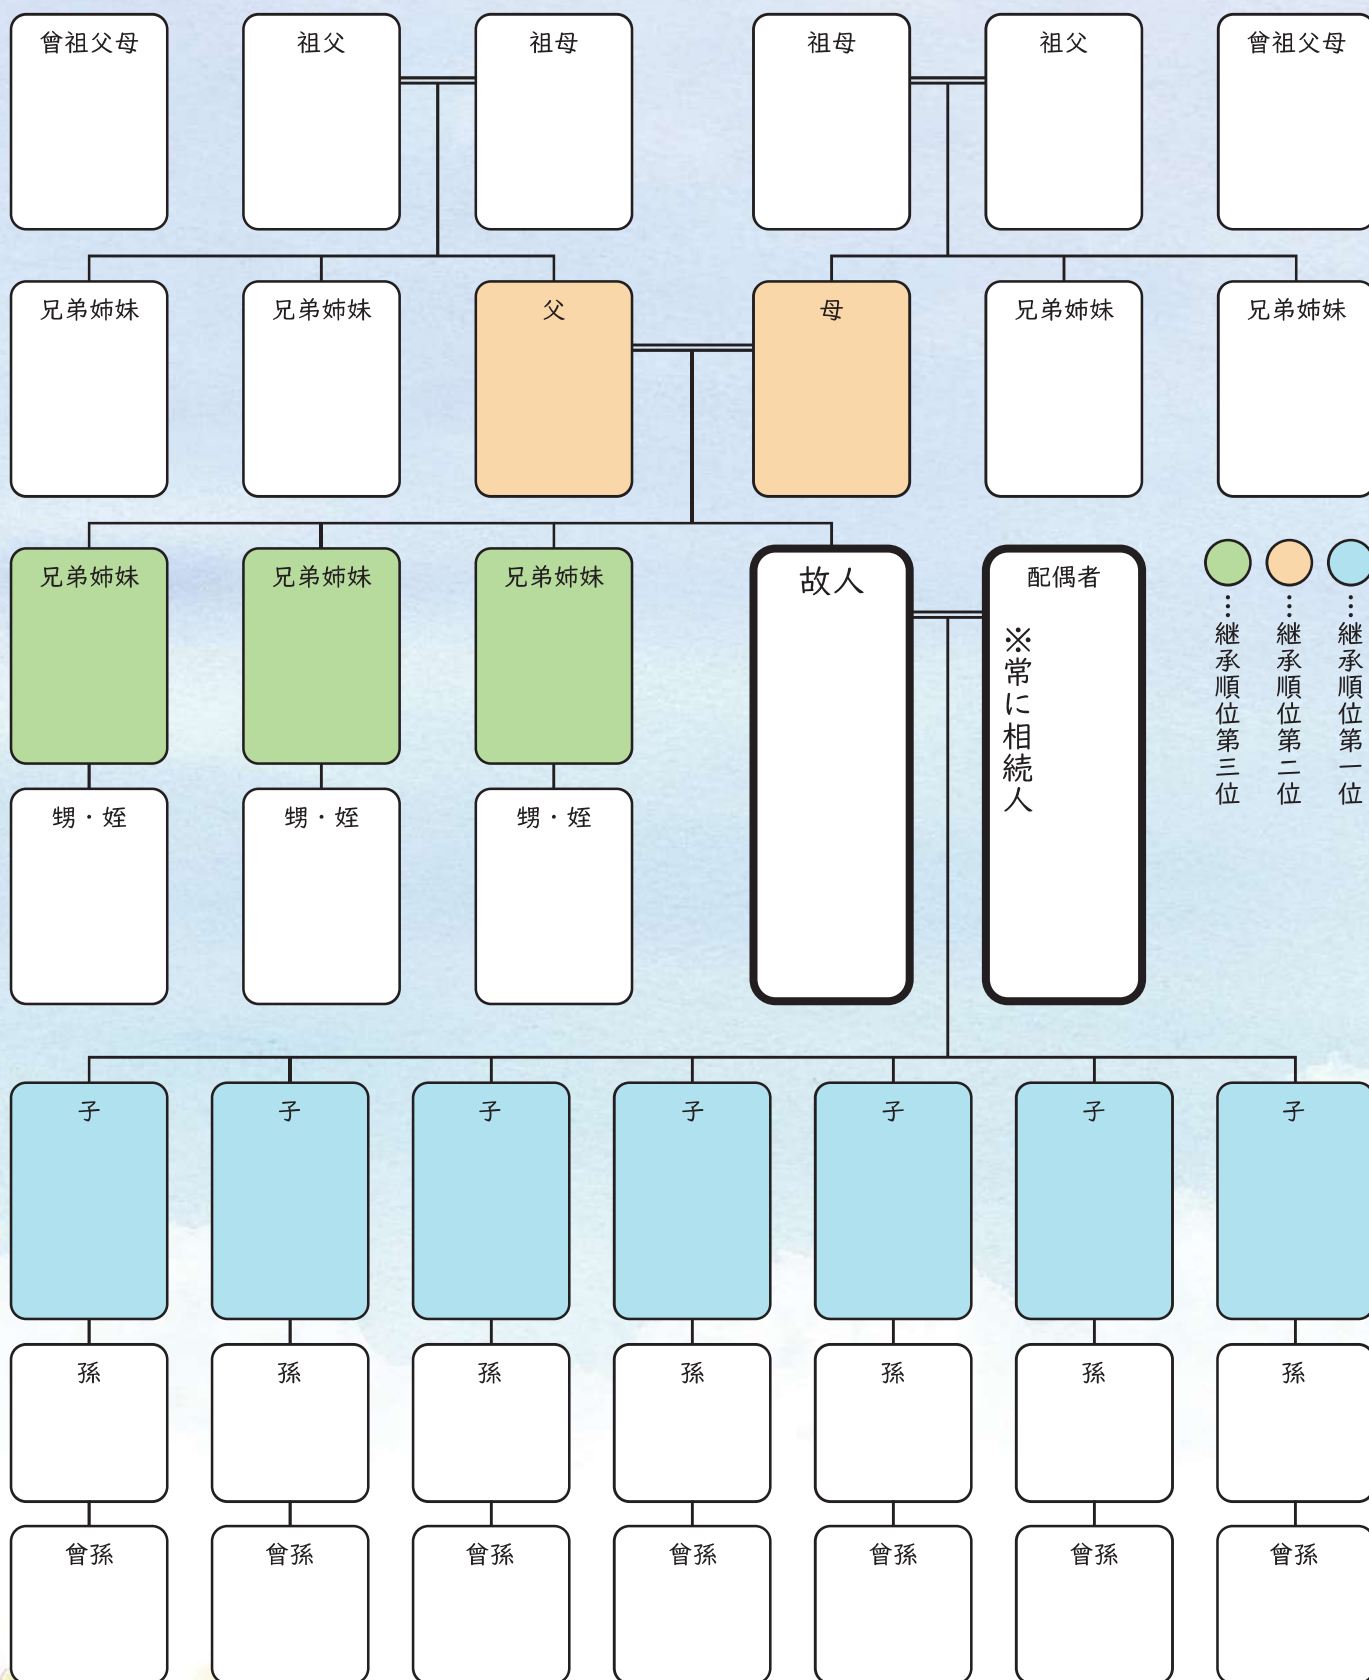 曾祖父母
祖父
祖母
祖母
祖父
曾祖父母
兄弟姉妹
兄弟姉妹
父
母
兄弟姉妹
兄弟姉妹
兄弟姉妹
兄弟姉妹
兄弟姉妹
故人
配偶者
※常に相続人
…継承順位第一位
…継承順位第二位
…継承順位第三位
甥・姪
甥・姪
甥・姪
子
子
子
子
子
子
子
孫
孫
孫
孫
孫
孫
孫
曾孫
曾孫
曾孫
曾孫
曾孫
曾孫
曾孫